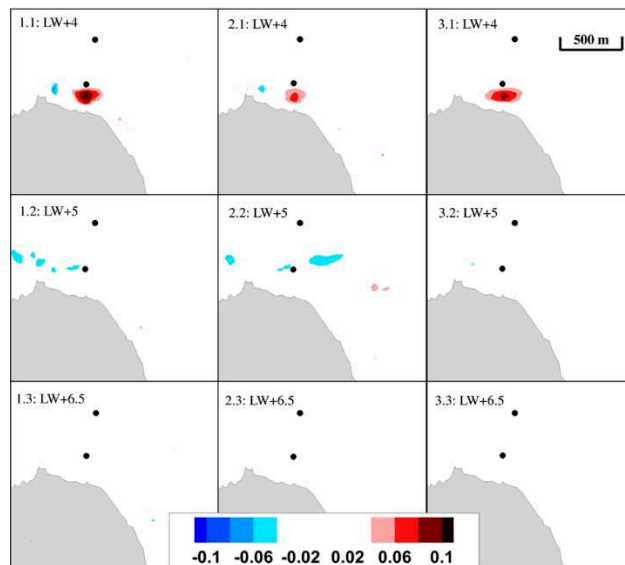 1.1: LW+4
2.1: LW+4
3.1: LW+4
500 m
1.2: LW+5
2.2: LW+5
3.2: LW+5
1.3: LW+6.5
2.3: LW+6.5
3.3: LW+6.5
-0.1 -0.06 -0.02 0.02 0.06 0.1